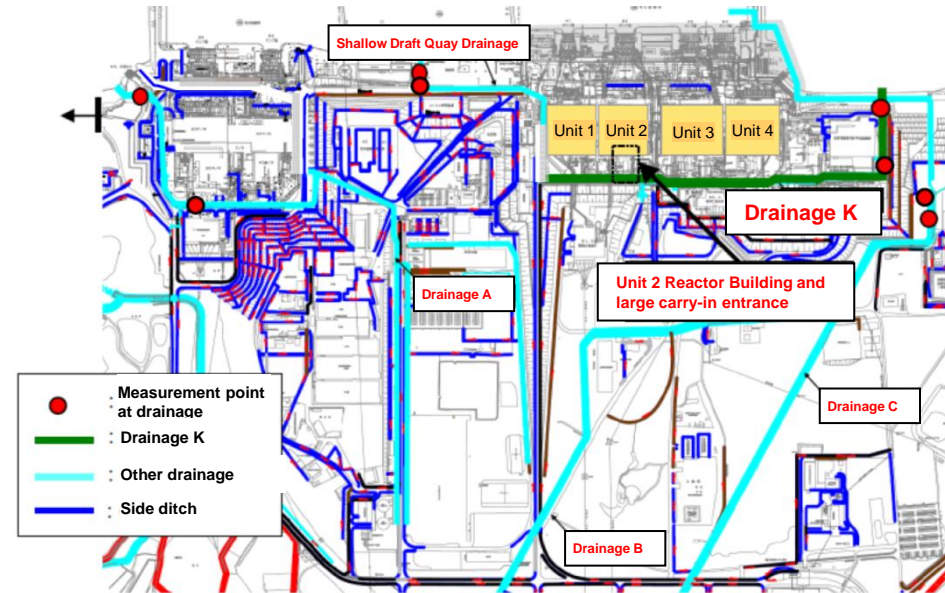 Shallow Draft Quay Drainage
Unit 1
Unit 2
Unit 3
Unit 4
Drainage K
Unit 2 Reactor Building and
large carry-in entrance
Drainage A
Drainage C
Drainage B
Measurement point
at drainage
Drainage K
Other drainage
Side ditch